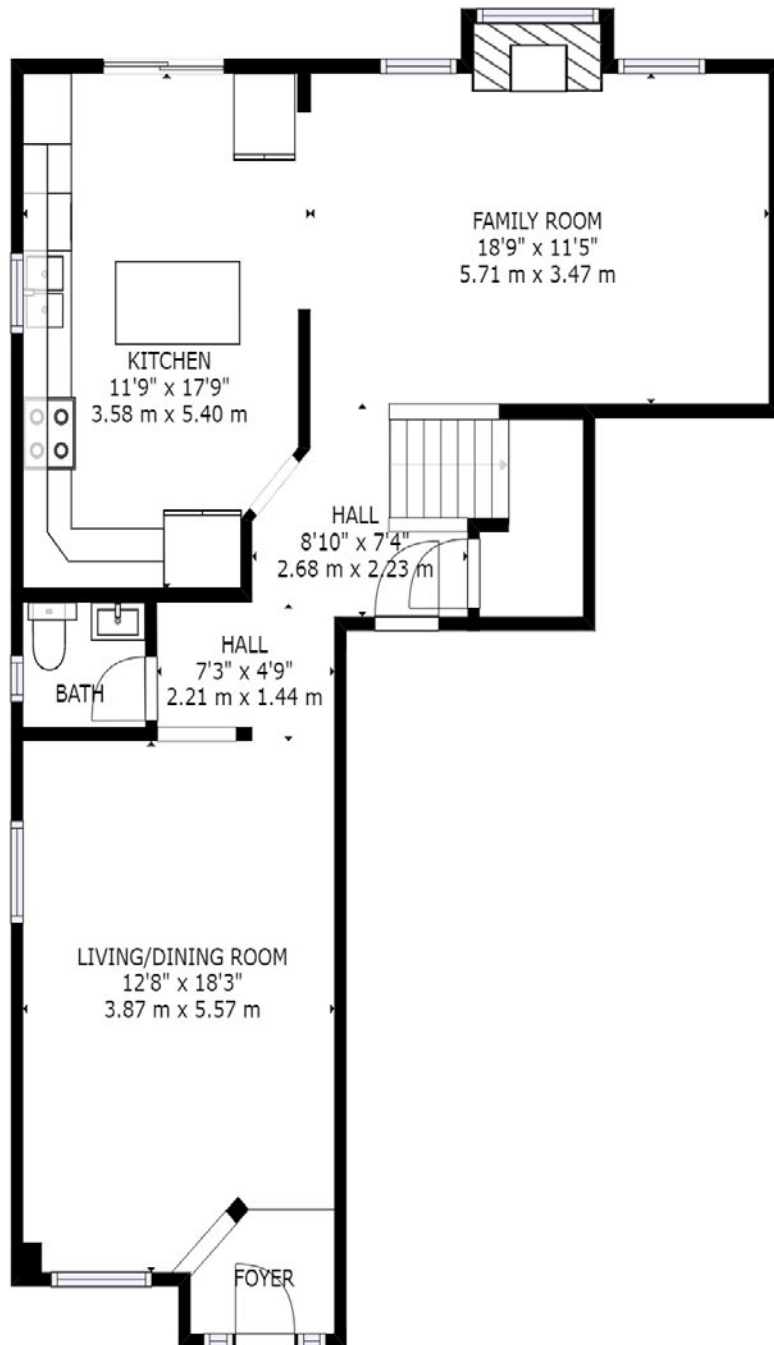 FAMILY ROOM
18'9" x 11'5"
5.71 m x 3.47 m
KITCHEN
11'9" x 17'9"
3.58 m x 5.40 m
HALL
8'10" x 7'4"
2.68 m x 2.23 m
HALL
7'3" x 4'9"
2.21 m x 1.44 m
BATH
LIVING/DINING ROOM
12'8" x 18'3"
3.87 m x 5.57 m
FOYER